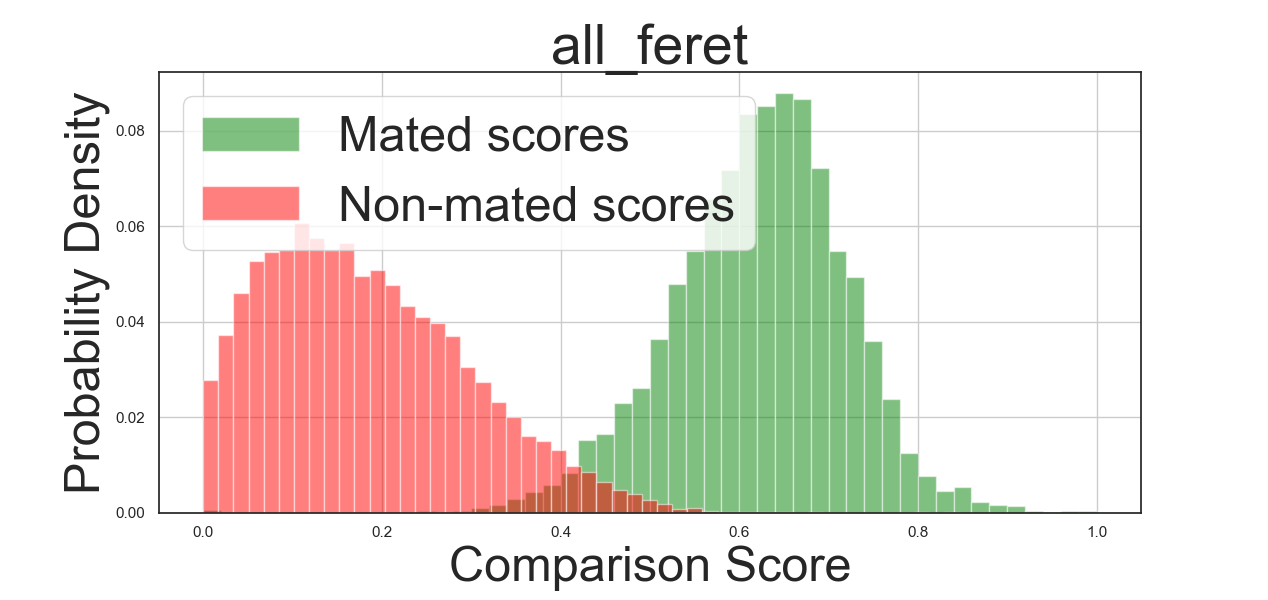 all_feret
Probability Density
Mated scores
Non-mated scores
0.08
0.06
0.04
0.02
0.00
0.0 0.2 0.4 0.6 0.8 1.0
Comparison Score